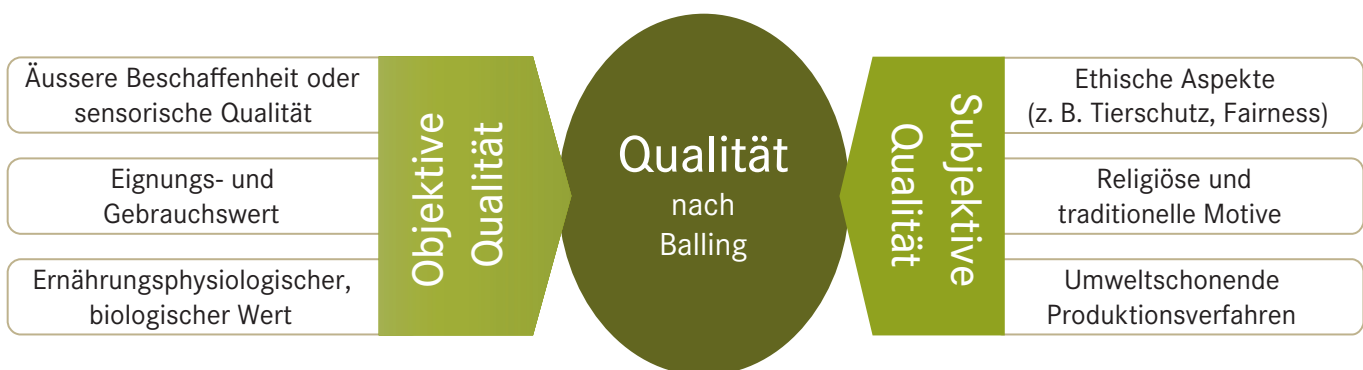 Äussere Beschaffenheit oder
sensorische Qualität
Eignungs- und
Gebrauchswert
Ernährungsphysiologischer,
biologischer Wert
Objektive
Qualität
Qualität
nach
Balling
Subjektive
Qualität
Ethische Aspekte
(z. B. Tierschutz, Fairness)
Religiöse und
traditionelle Motive
Umweltschonende
Produktionsverfahren